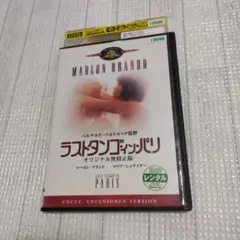 MARLON BRANDO
ベルナルド・ベルトルッチ監督
ラストタンゴ・イン・パリ
オリジナル無修正版
マーロン・ブランド マリア・シュナイダー
LAST TANGO IN
PARIS
レンタル
UNCUT, UNCENSORED VERSION